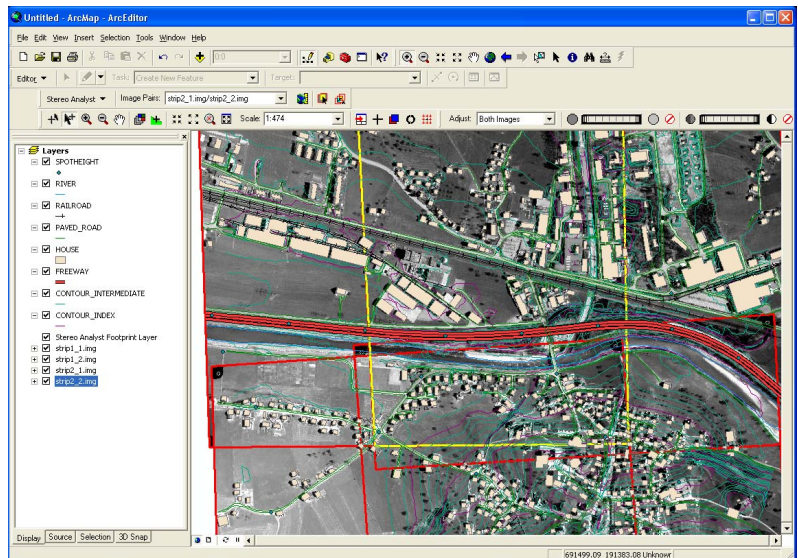 Untitled - ArcMap - ArcEditor
File Edit View Insert Selection Tools Window Help
0:0
Editor Task: Create New Feature Target:
Stereo Analyst Image Pairs: strip2_1.img/strip2_2.img
Scale: 1:474 Adjust: Both Images
Layers
SPOTHEIGHT
RIVER
RAILROAD
PAVED_ROAD
HOUSE
FREEWAY
CONTOUR_INTERMEDIATE
CONTOUR_INDEX
Stereo Analyst Footprint Layer
strip1_1.img
strip1_2.img
strip2_1.img
strip2_2.img
Display Source Selection 3D Snap
691499.09 191383.08 Unknown